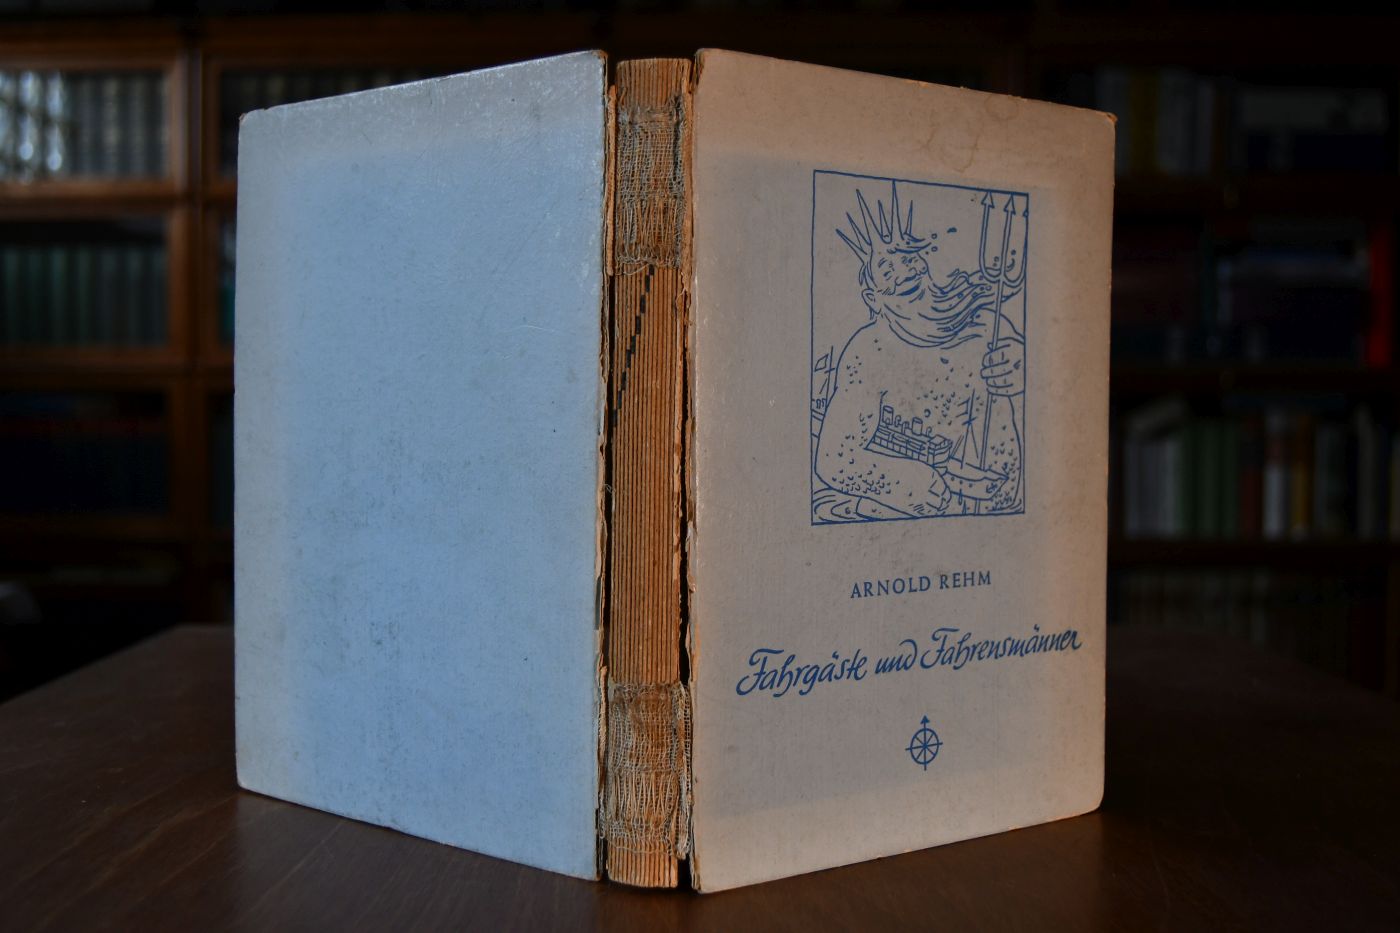 ARNOLD REHM
Fahrgäste und Fahrensmänner